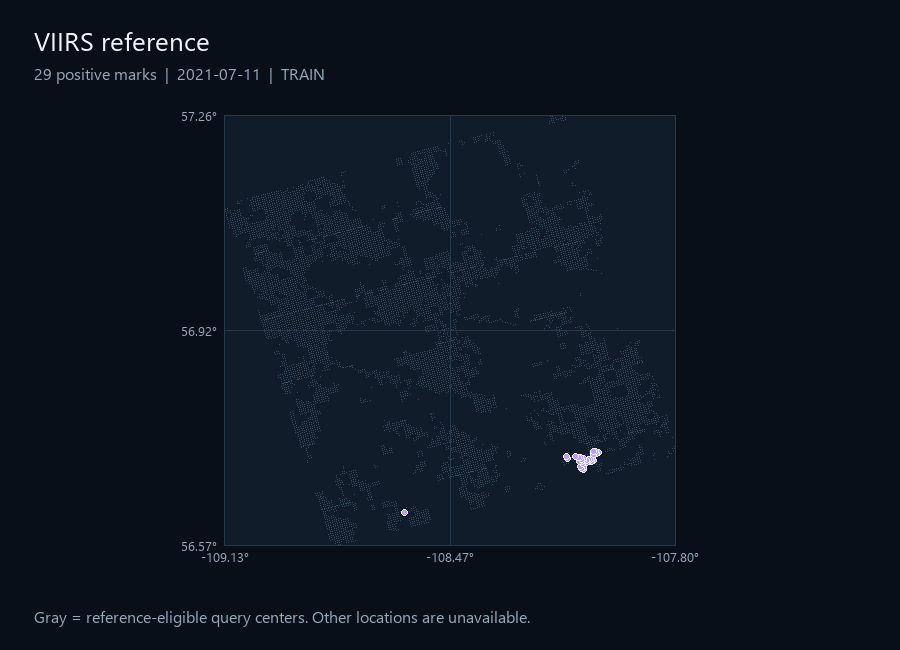 VIIRS reference
29 positive marks | 2021-07-11 | TRAIN
57.26°
56.92°
56.57°
-109.13°
-108.47°
-107.80°
Gray = reference-eligible query centers. Other locations are unavailable.